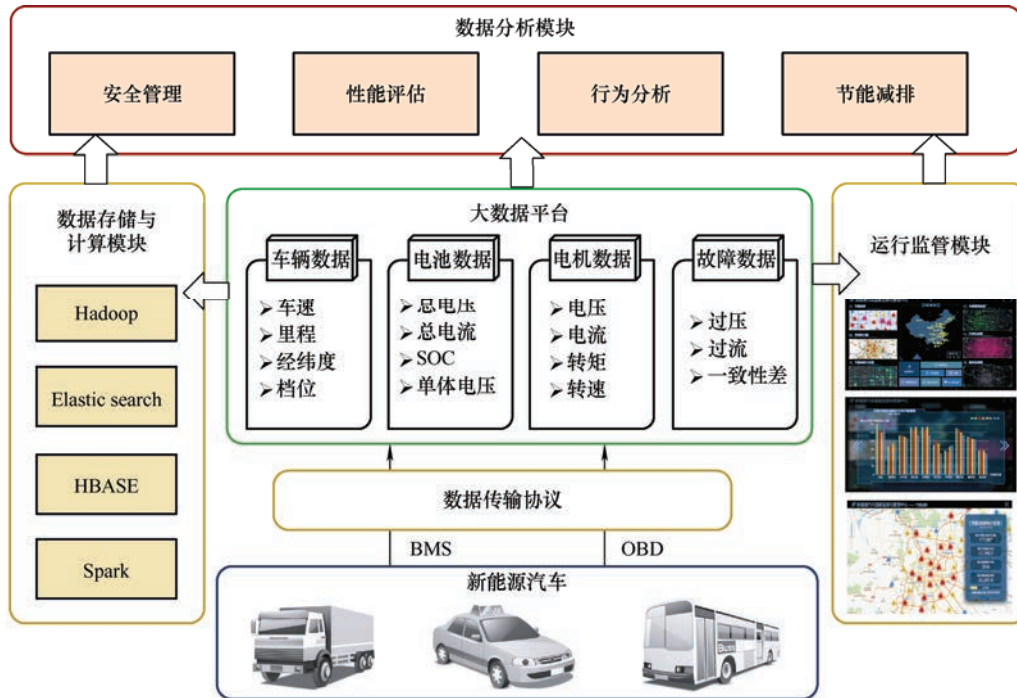 数据分析模块
安全管理
性能评估
行为分析
节能减排
数据存储与
计算模块
Hadoop
Elastic search
HBASE
Spark
大数据平台
车辆数据
车速
里程
经纬度
档位
电池数据
总电压
总电流
SOC
单体电压
电机数据
电压
电流
转矩
转速
故障数据
过压
过流
一致性差
运行监管模块
数据传输协议
BMS
OBD
新能源汽车